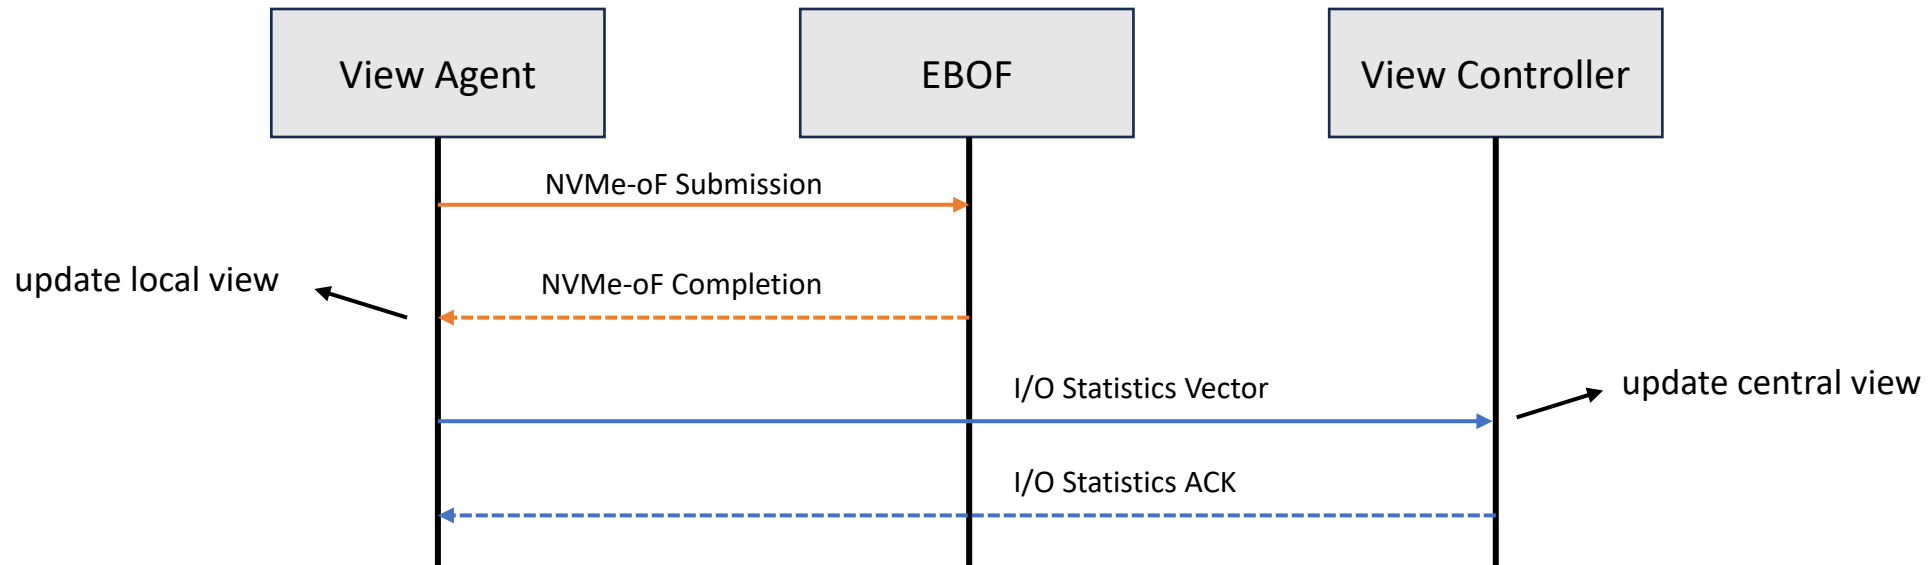 View Agent
EBOF
View Controller
NVMe-oF Submission
update local view
NVMe-oF Completion
I/O Statistics Vector
update central view
I/O Statistics ACK